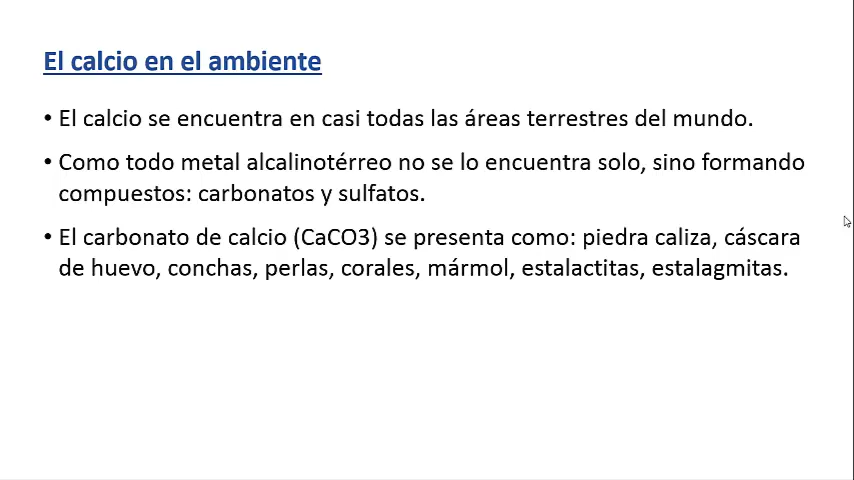 El calcio en el ambiente
• El calcio se encuentra en casi todas las áreas terrestres del mundo.
• Como todo metal alcalinotérreo no se lo encuentra solo, sino formando
compuestos: carbonatos y sulfatos.
• El carbonato de calcio (CaCO3) se presenta como: piedra caliza, cáscara
de huevo, conchas, perlas, corales, mármol, estalactitas, estalagmitas.